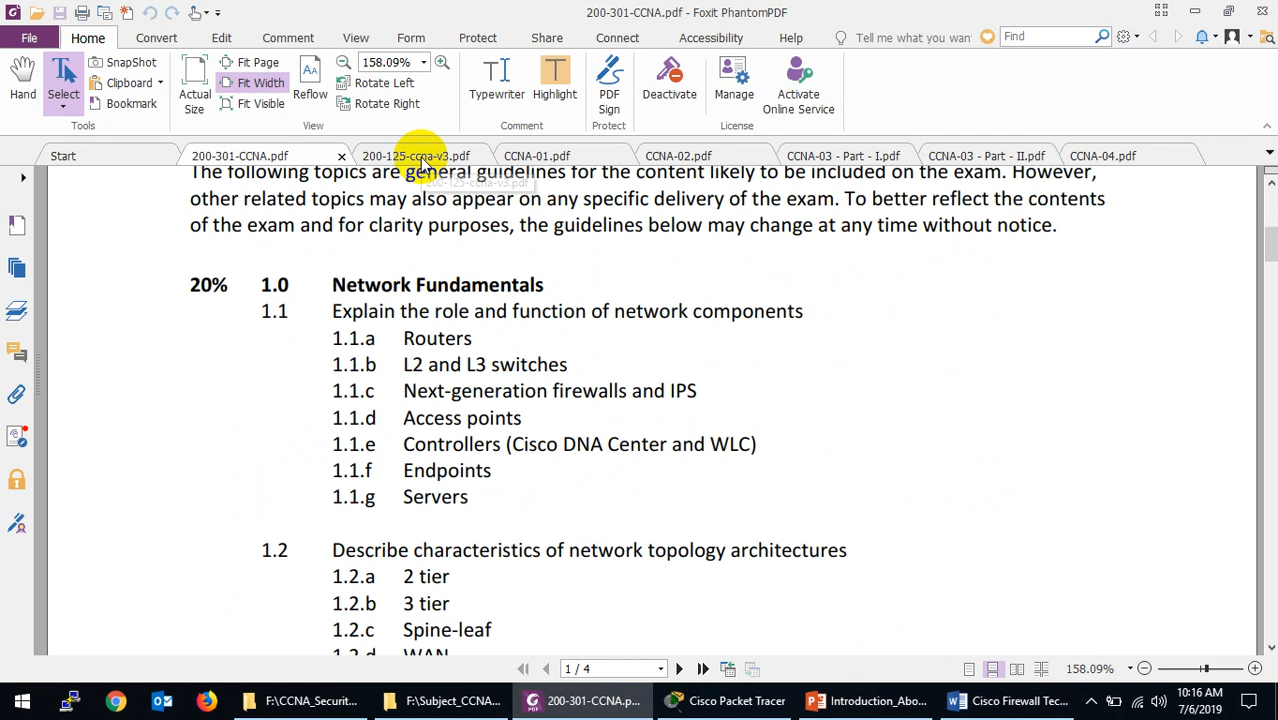 200-301-CCNA.pdf - Foxit PhantomPDF
File Home Convert Edit Comment View Form Protect Share Connect Accessibility Help Tell me what you want Find
Hand
Select
SnapShot
Clipboard
Bookmark
Tools
Actual Size
Fit Page
Fit Width
Fit Visible
Reflow
158.09%
Rotate Left
Rotate Right
View
Typewriter
Highlight
Comment
PDF Sign
Protect
Deactivate
Manage
Activate Online Service
License
Start 200-301-CCNA.pdf 200-125-ccna-v3.pdf CCNA-01.pdf CCNA-02.pdf CCNA-03 - Part - I.pdf CCNA-03 - Part - II.pdf CCNA-04.pdf
200-125-ccna-v3.pdf
The following topics are general guidelines for the content likely to be included on the exam. However,
other related topics may also appear on any specific delivery of the exam. To better reflect the contents
of the exam and for clarity purposes, the guidelines below may change at any time without notice.
20% 1.0 Network Fundamentals
1.1 Explain the role and function of network components
1.1.a Routers
1.1.b L2 and L3 switches
1.1.c Next-generation firewalls and IPS
1.1.d Access points
1.1.e Controllers (Cisco DNA Center and WLC)
1.1.f Endpoints
1.1.g Servers
1.2 Describe characteristics of network topology architectures
1.2.a 2 tier
1.2.b 3 tier
1.2.c Spine-leaf
1.2.d WAN
1 / 4
158.09%
F:\CCNA_Securit... F:\Subject_CCNA... 200-301-CCNA.p... Cisco Packet Tracer Introduction_Abo... Cisco Firewall Tec...
10:16 AM
7/6/2019